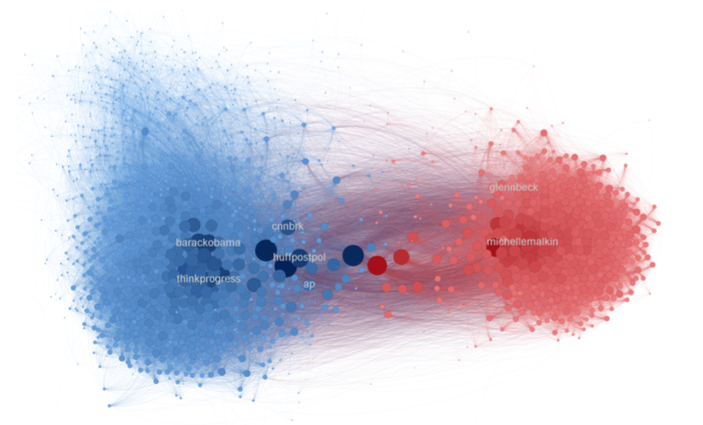 glennbeck
cnnbrk
barackobama
michellemalkin
huffpostpol
thinkprogress
ap